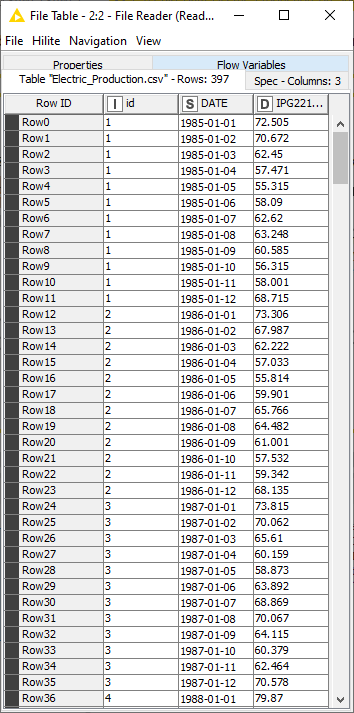 File Table - 2:2 - File Reader (Read...
File Hilite Navigation View
Properties Flow Variables
Table "Electric_Production.csv" - Rows: 397 Spec - Columns: 3
Row ID I id S DATE D IPG221...
Row0 1 1985-01-01 72.505
Row1 1 1985-01-02 70.672
Row2 1 1985-01-03 62.45
Row3 1 1985-01-04 57.471
Row4 1 1985-01-05 55.315
Row5 1 1985-01-06 58.09
Row6 1 1985-01-07 62.62
Row7 1 1985-01-08 63.248
Row8 1 1985-01-09 60.585
Row9 1 1985-01-10 56.315
Row10 1 1985-01-11 58.001
Row11 1 1985-01-12 68.715
Row12 2 1986-01-01 73.306
Row13 2 1986-01-02 67.987
Row14 2 1986-01-03 62.222
Row15 2 1986-01-04 57.033
Row16 2 1986-01-05 55.814
Row17 2 1986-01-06 59.901
Row18 2 1986-01-07 65.766
Row19 2 1986-01-08 64.482
Row20 2 1986-01-09 61.001
Row21 2 1986-01-10 57.532
Row22 2 1986-01-11 59.342
Row23 2 1986-01-12 68.135
Row24 3 1987-01-01 73.815
Row25 3 1987-01-02 70.062
Row26 3 1987-01-03 65.61
Row27 3 1987-01-04 60.159
Row28 3 1987-01-05 58.873
Row29 3 1987-01-06 63.892
Row30 3 1987-01-07 68.869
Row31 3 1987-01-08 70.067
Row32 3 1987-01-09 64.115
Row33 3 1987-01-10 60.379
Row34 3 1987-01-11 62.464
Row35 3 1987-01-12 70.578
Row36 4 1988-01-01 79.87